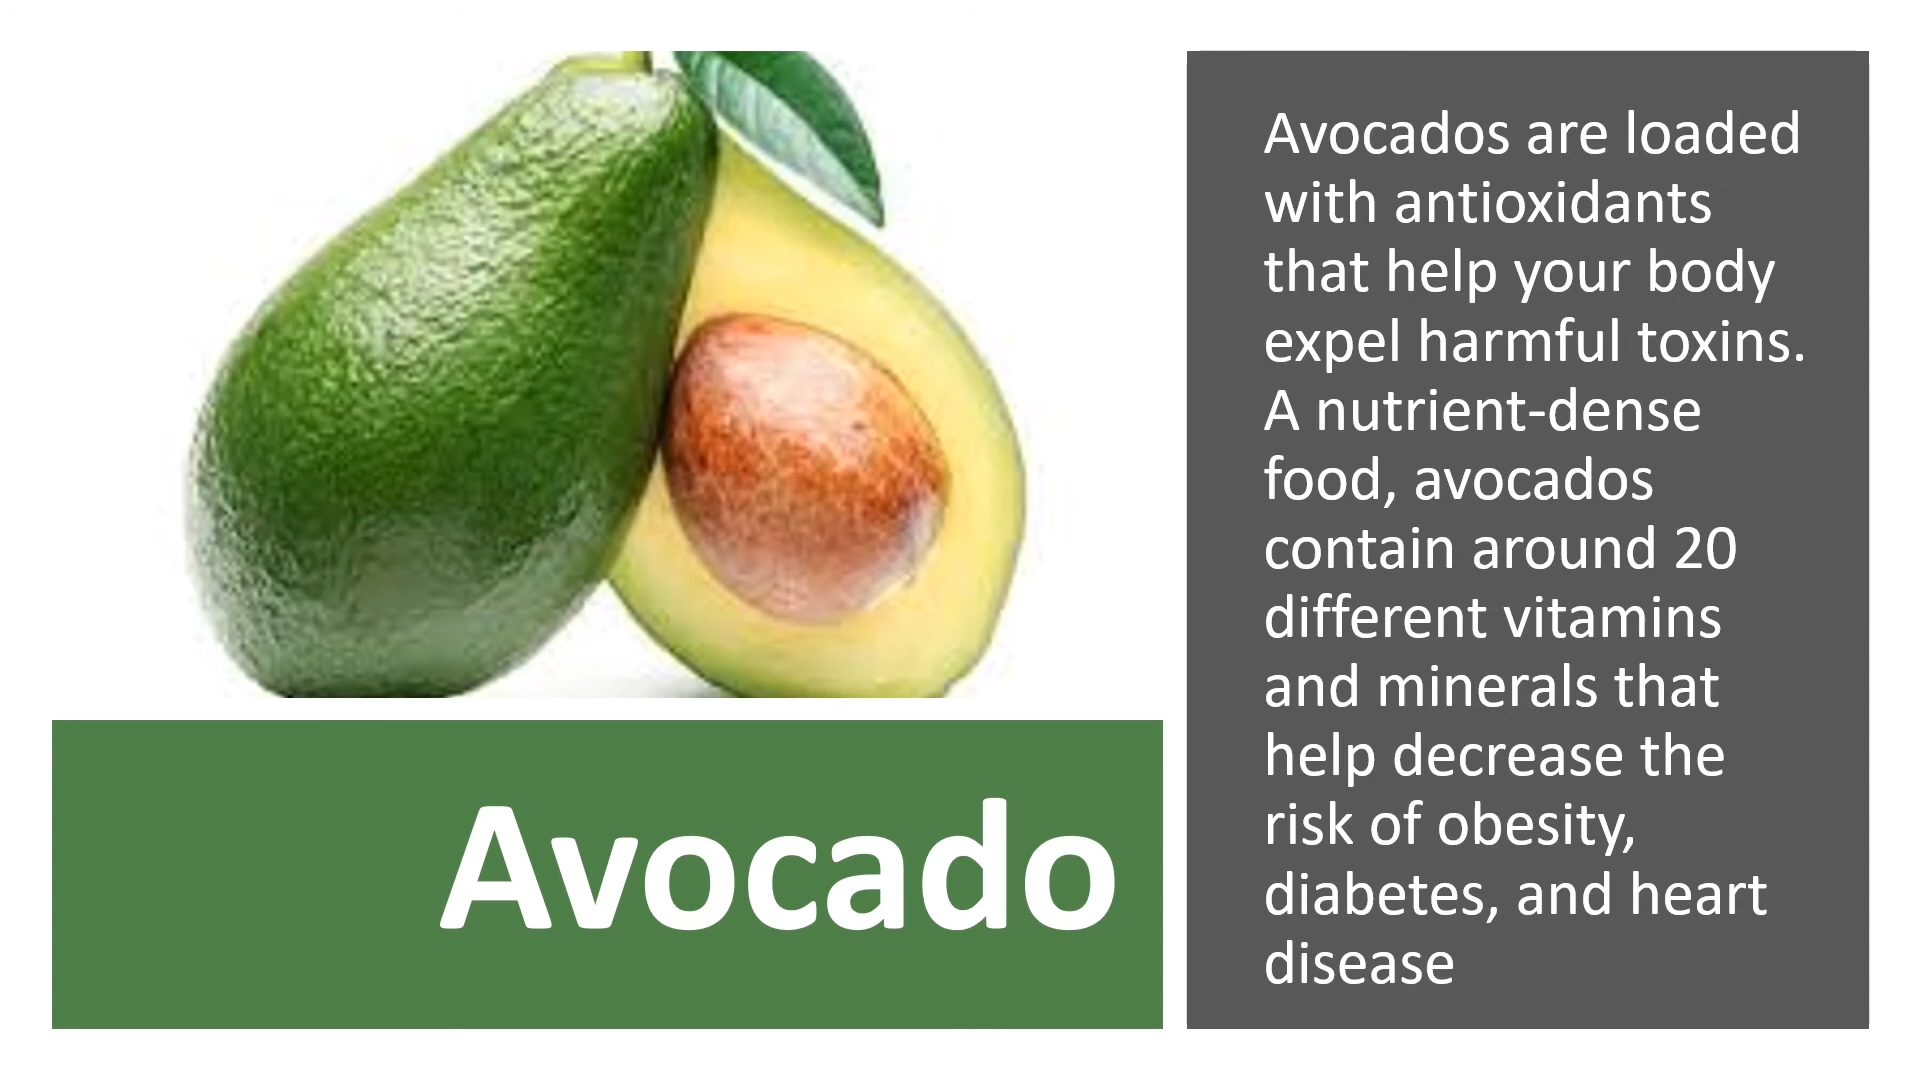 Avocado
Avocados are loaded
with antioxidants
that help your body
expel harmful toxins.
A nutrient-dense
food, avocados
contain around 20
different vitamins
and minerals that
help decrease the
risk of obesity,
diabetes, and heart
disease